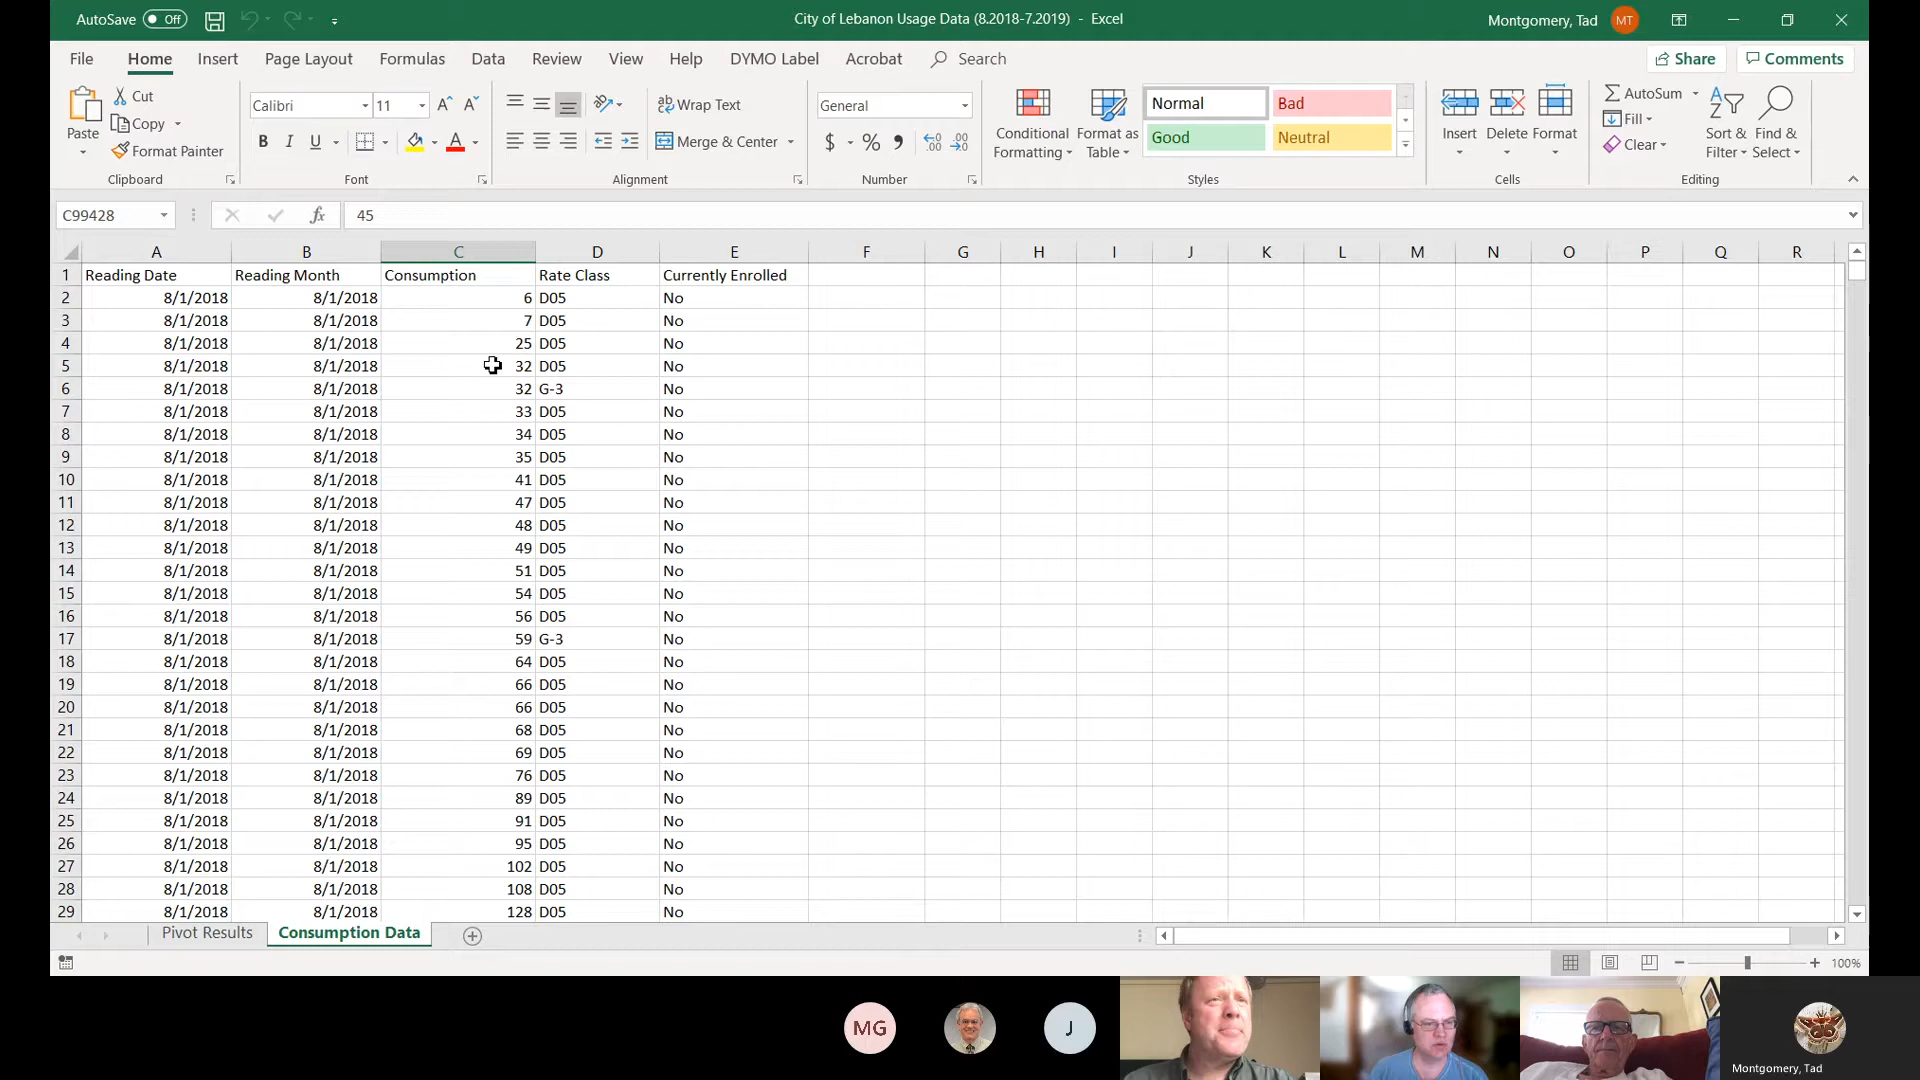 AutoSave Off City of Lebanon Usage Data (8.2018-7.2019) - Excel Montgomery, Tad MT
File Home Insert Page Layout Formulas Data Review View Help DYMO Label Acrobat Search Share Comments
Paste Cut Copy Format Painter Clipboard
Calibri 11 B I U A Font
Wrap Text Merge & Center Alignment
General $ % Number
Conditional Formatting Format as Table Normal Bad Good Neutral Styles
Insert Delete Format Cells
AutoSum Fill Clear Sort & Filter Find & Select Editing
C99428 fx 45
A B C D E F G H I J K L M N O P Q R
1 Reading Date Reading Month Consumption Rate Class Currently Enrolled
2 8/1/2018 8/1/2018 6 D05 No
3 8/1/2018 8/1/2018 7 D05 No
4 8/1/2018 8/1/2018 25 D05 No
5 8/1/2018 8/1/2018 32 D05 No
6 8/1/2018 8/1/2018 32 G-3 No
7 8/1/2018 8/1/2018 33 D05 No
8 8/1/2018 8/1/2018 34 D05 No
9 8/1/2018 8/1/2018 35 D05 No
10 8/1/2018 8/1/2018 41 D05 No
11 8/1/2018 8/1/2018 47 D05 No
12 8/1/2018 8/1/2018 48 D05 No
13 8/1/2018 8/1/2018 49 D05 No
14 8/1/2018 8/1/2018 51 D05 No
15 8/1/2018 8/1/2018 54 D05 No
16 8/1/2018 8/1/2018 56 D05 No
17 8/1/2018 8/1/2018 59 G-3 No
18 8/1/2018 8/1/2018 64 D05 No
19 8/1/2018 8/1/2018 66 D05 No
20 8/1/2018 8/1/2018 66 D05 No
21 8/1/2018 8/1/2018 68 D05 No
22 8/1/2018 8/1/2018 69 D05 No
23 8/1/2018 8/1/2018 76 D05 No
24 8/1/2018 8/1/2018 89 D05 No
25 8/1/2018 8/1/2018 91 D05 No
26 8/1/2018 8/1/2018 95 D05 No
27 8/1/2018 8/1/2018 102 D05 No
28 8/1/2018 8/1/2018 108 D05 No
29 8/1/2018 8/1/2018 128 D05 No
Pivot Results Consumption Data
100%
MG J
Montgomery, Tad